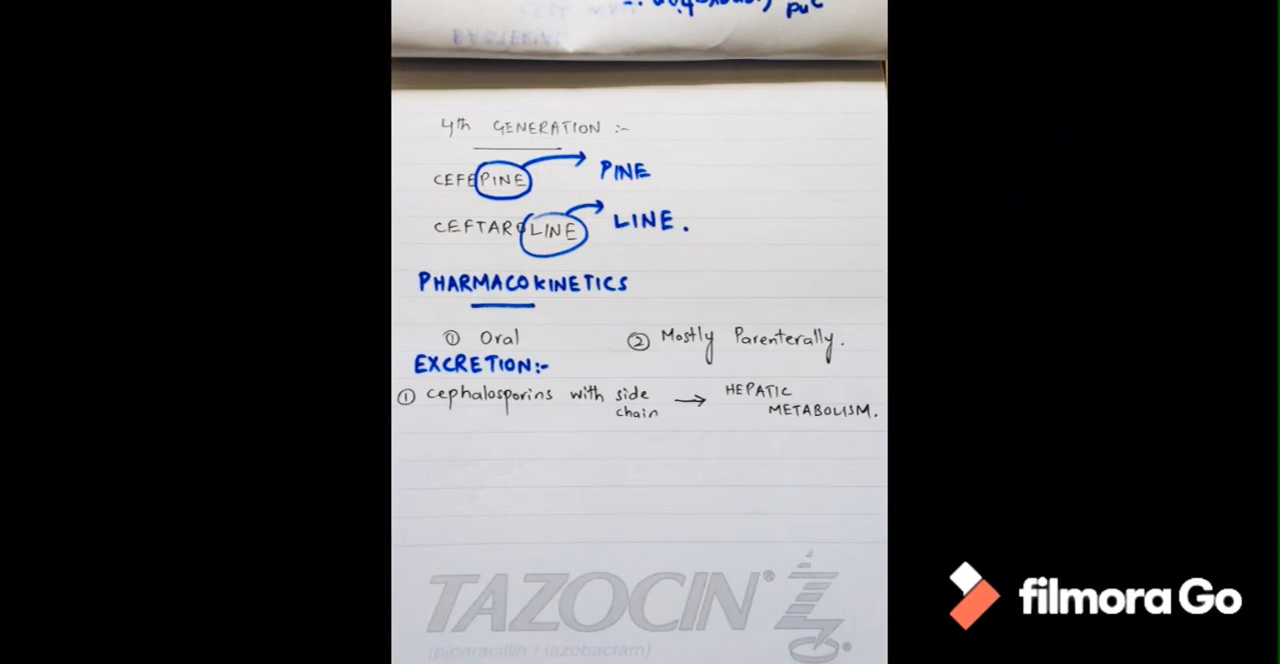 4th GENERATION :-
CEFEPINE → PINE
CEFTAROLINE → LINE.
PHARMACOKINETICS
① Oral ② Mostly Parenterally.
EXCRETION:-
① cephalosporins with side chain → HEPATIC METABOLISM.
TAZOCIN®
(piperacillin / tazobactam)
filmora Go